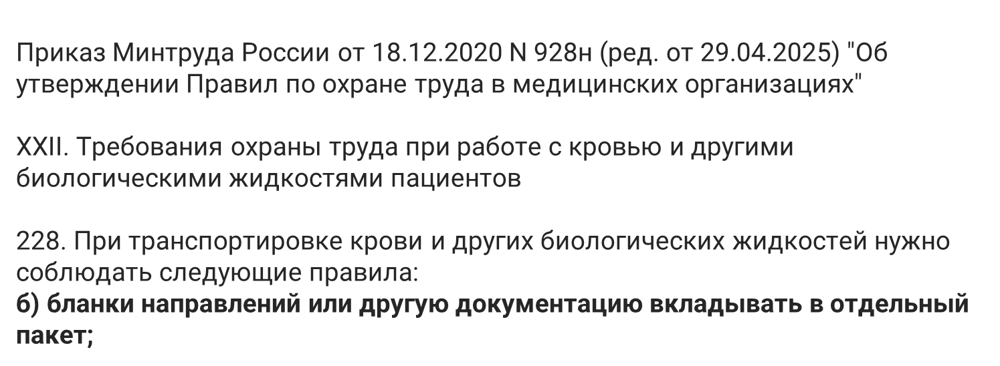 Приказ Минтруда России от 18.12.2020 N 928н (ред. от 29.04.2025) "Об
утверждении Правил по охране труда в медицинских организациях"
XXII. Требования охраны труда при работе с кровью и другими
биологическими жидкостями пациентов
228. При транспортировке крови и других биологических жидкостей нужно
соблюдать следующие правила:
б) бланки направлений или другую документацию вкладывать в отдельный
пакет;